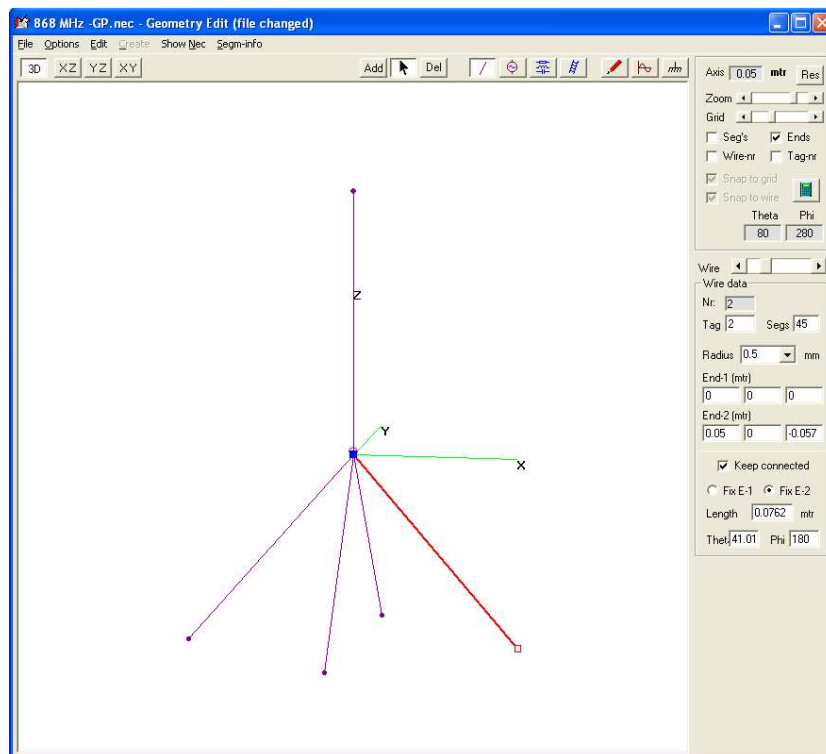 868 MHz -GP.nec - Geometry Edit (file changed)
File Options Edit Create Show Nec Segm-info
3D XZ YZ XY Add Del
Axis 0.05 mtr Res
Zoom
Grid
Seg's Ends
Wire-nr Tag-nr
Snap to grid
Snap to wire
Theta Phi
80 280
Wire
Wire data
Nr. 2
Tag 2 Segs 45
Radius 0.5 mm
End-1 (mtr)
0 0 0
End-2 (mtr)
0.05 0 -0.057
Keep connected
Fix E-1 Fix E-2
Length 0.0762 mtr
Thet. 41.01 Phi 180
Z
Y
X